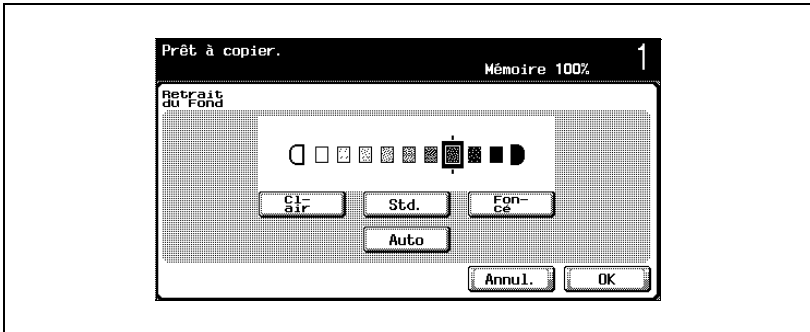 Prêt à copier.
Mémoire 100%
1
Retrait
du Fond
Cl-
air
Std.
Fon-
cé
Auto
Annul.
OK